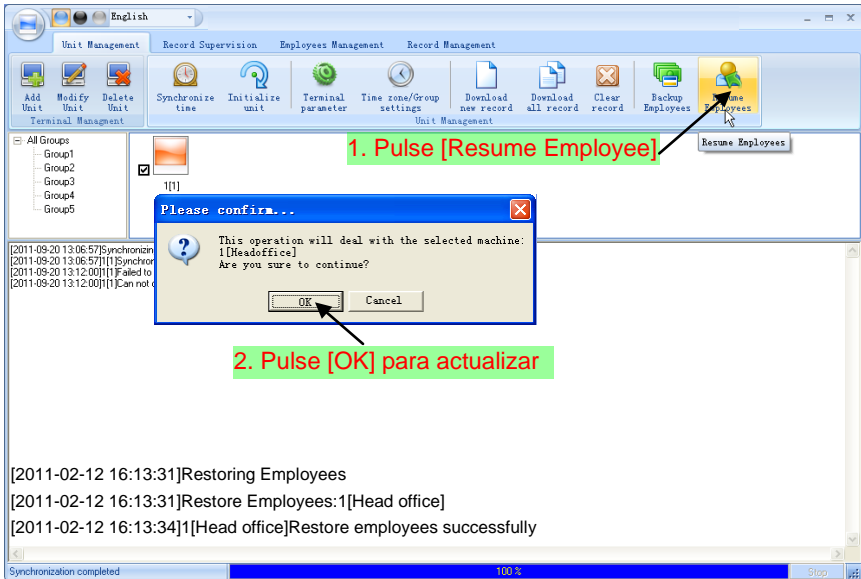 English
Unit Management Record Supervision Employees Management Record Management
Add Unit Modify Unit Delete Unit Synchronize time Initialize unit Terminal parameter Time zone/Group settings Download new record Download all record Clear record Backup Employees Resume Employees
Terminal Managment Unit Management
Resume Employees
1. Pulse [Resume Employee]
All Groups
Group1
Group2
Group3
Group4
Group5
1[1]
Please confirm...
This operation will deal with the selected machine:
1[Headoffice]
Are you sure to continue?
OK Cancel
[2011-09-20 13:06:57]Synchronizin
[2011-09-20 13:06:57]1[1]Synchror
[2011-09-20 13:12:00]1[1]Failed to
[2011-09-20 13:12:00]1[1]Can not
2. Pulse [OK] para actualizar
[2011-02-12 16:13:31]Restoring Employees
[2011-02-12 16:13:31]Restore Employees:1[Head office]
[2011-02-12 16:13:34]1[Head office]Restore employees successfully
Synchronization completed 100 % Stop